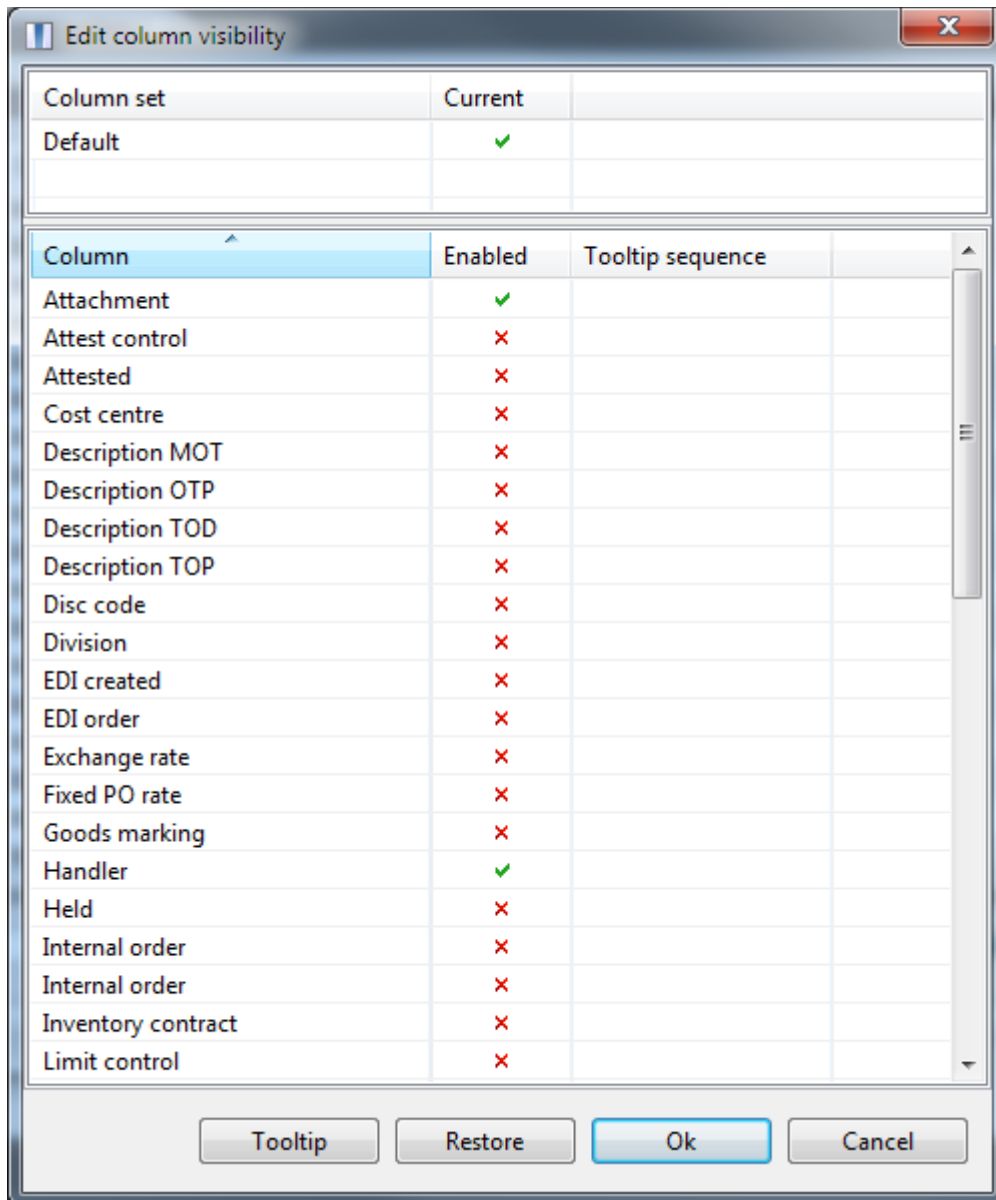 Edit column visibility
Column set Current
Default
Column Enabled Tooltip sequence
Attachment
Attest control
Attested
Cost centre
Description MOT
Description OTP
Description TOD
Description TOP
Disc code
Division
EDI created
EDI order
Exchange rate
Fixed PO rate
Goods marking
Handler
Held
Internal order
Internal order
Inventory contract
Limit control
Tooltip Restore Ok Cancel